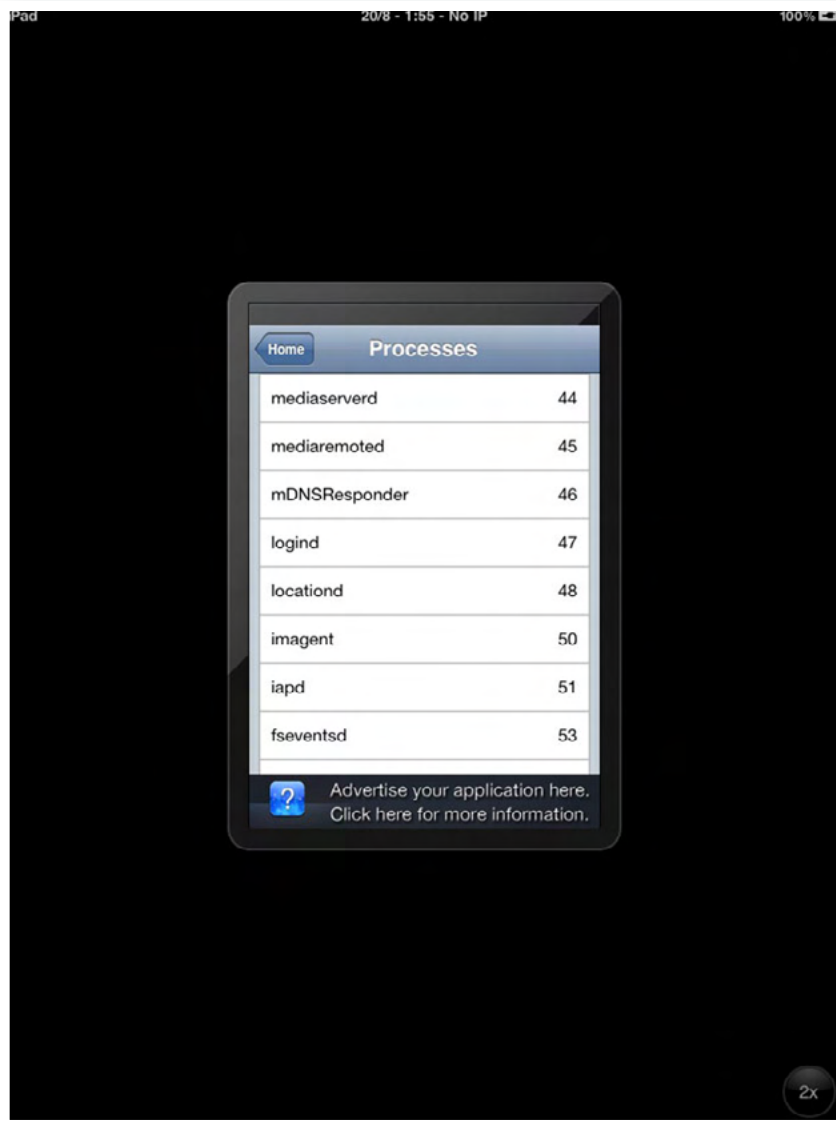 iPad 20/8 - 1:55 - No IP 100%
Home Processes
mediaserverd 44
mediaremoted 45
mDNSResponder 46
logind 47
locationd 48
imagent 50
iapd 51
fseventsd 53
? Advertise your application here.
Click here for more information.
2x